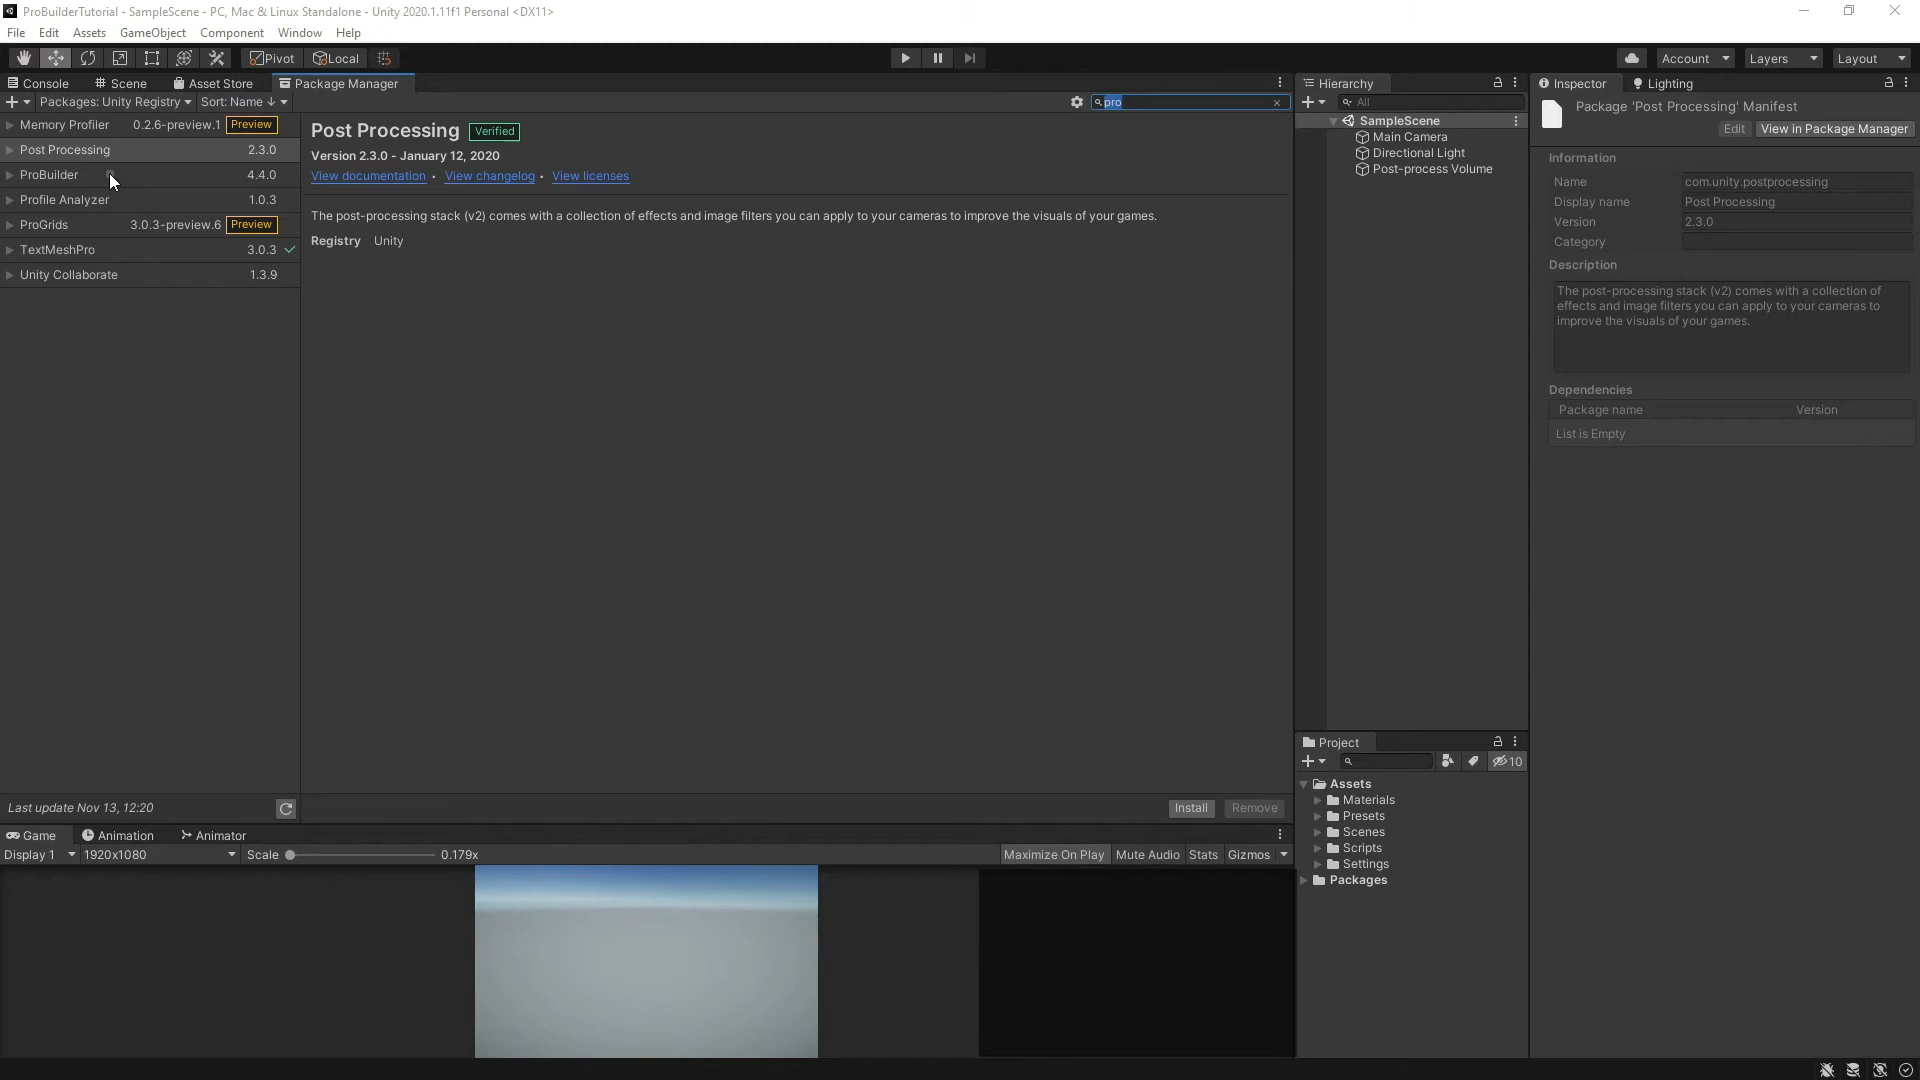 ProBuilderTutorial - SampleScene - PC, Mac & Linux Standalone - Unity 2020.1.11f1 Personal <DX11>
File Edit Assets GameObject Component Window Help
Pivot Local Account Layers Layout
Console Scene Asset Store Package Manager
Packages: Unity Registry Sort: Name ↓ pro
Memory Profiler 0.2.6-preview.1 Preview
Post Processing 2.3.0
ProBuilder 4.4.0
Profile Analyzer 1.0.3
ProGrids 3.0.3-preview.6 Preview
TextMeshPro 3.0.3
Unity Collaborate 1.3.9
Last update Nov 13, 12:20
Post Processing Verified
Version 2.3.0 - January 12, 2020
View documentation • View changelog • View licenses
The post-processing stack (v2) comes with a collection of effects and image filters you can apply to your cameras to improve the visuals of your games.
Registry Unity
Install Remove
Hierarchy
All
SampleScene
Main Camera
Directional Light
Post-process Volume
Project
10
Assets
Materials
Presets
Scenes
Scripts
Settings
Packages
Inspector Lighting
Package 'Post Processing' Manifest
Edit View in Package Manager
Information
Name com.unity.postprocessing
Display name Post Processing
Version 2.3.0
Category
Description
The post-processing stack (v2) comes with a collection of
effects and image filters you can apply to your cameras to
improve the visuals of your games.
Dependencies
Package name Version
List is Empty
Game Animation Animator
Display 1 1920x1080 Scale 0.179x Maximize On Play Mute Audio Stats Gizmos